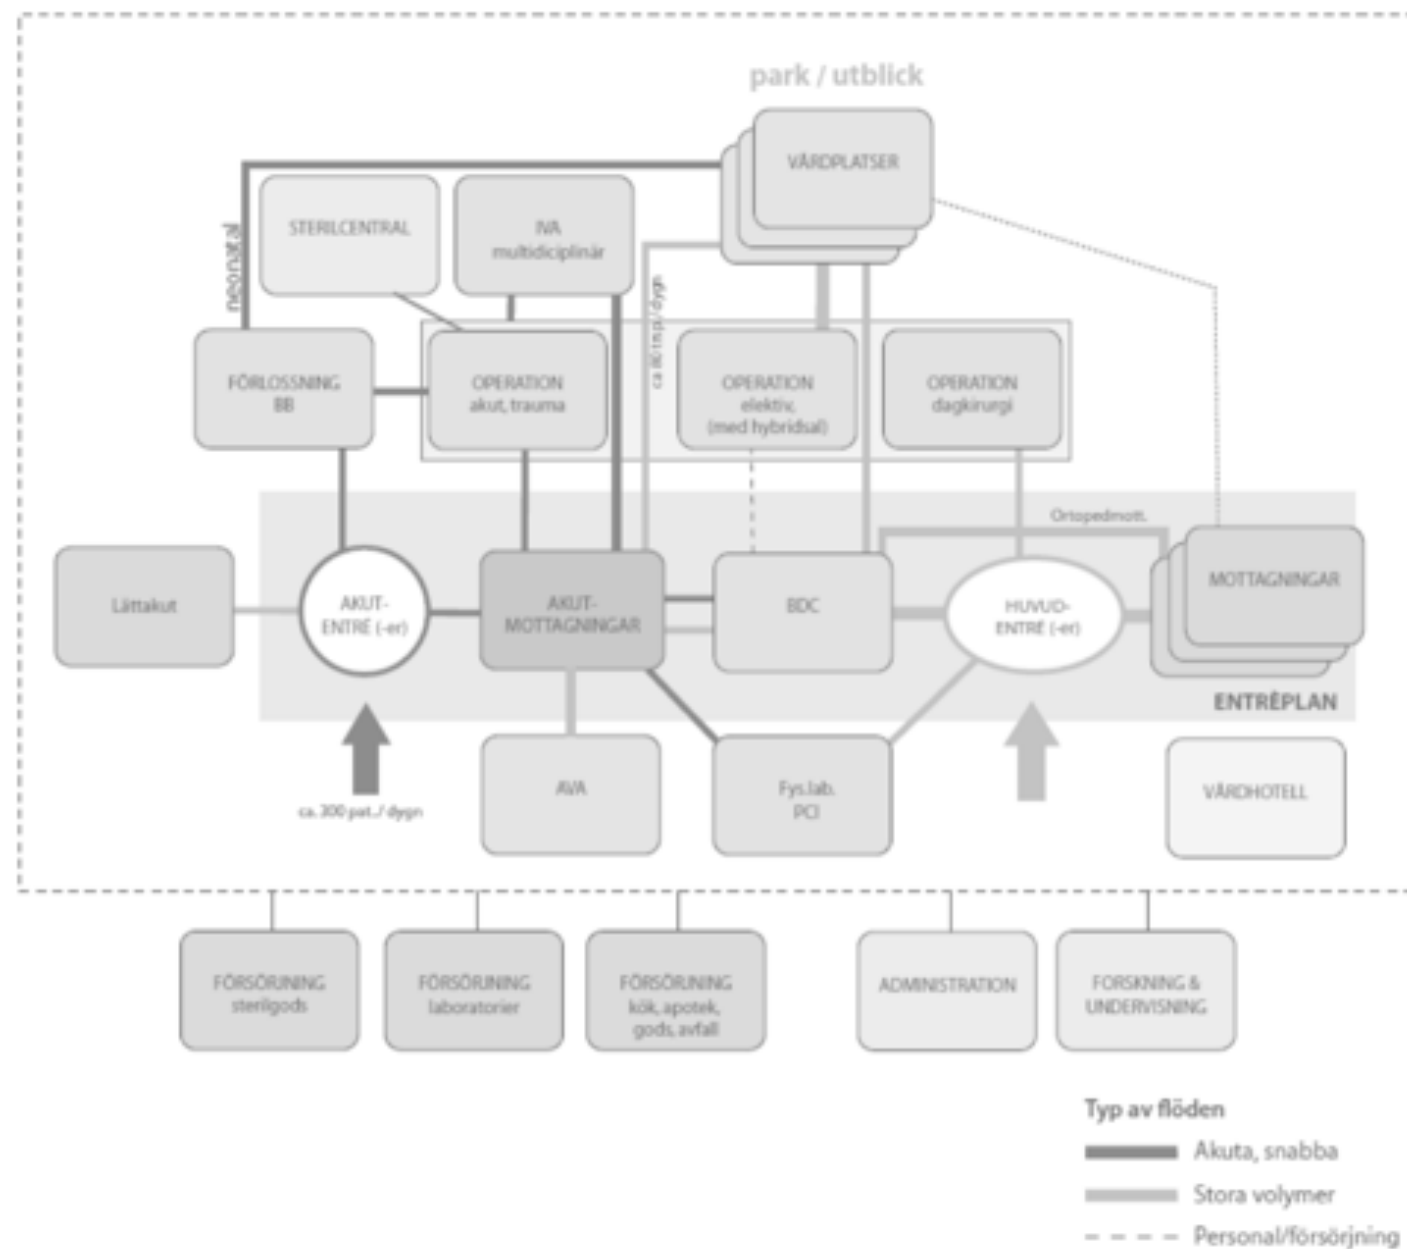 park / utblick
VÅRDPLATSER
STERILCENTRAL
IVA
multidiciplinär
neonatal
FÖRLOSSNING
BB
OPERATION
akut, trauma
OPERATION
elektiv,
(med hybridsal)
OPERATION
dagkirurgi
Ortopedmott.
Lättakut
AKUT-
ENTRÉ (-er)
AKUT-
MOTTAGNINGAR
BDC
HUVUD-
ENTRÉ (-er)
MOTTAGNINGAR
ENTRÉPLAN
ca. 300 pat../ dygn
AVA
Fys.lab.
PCI
VÅRDHOTELL
FÖRSÖRJNING
sterilgods
FÖRSÖRJNING
laboratorier
FÖRSÖRJNING
kök, apotek,
gods, avfall
ADMINISTRATION
FORSKNING &
UNDERVISNING
Typ av flöden
Akuta, snabba
Stora volymer
Personal/försörjning